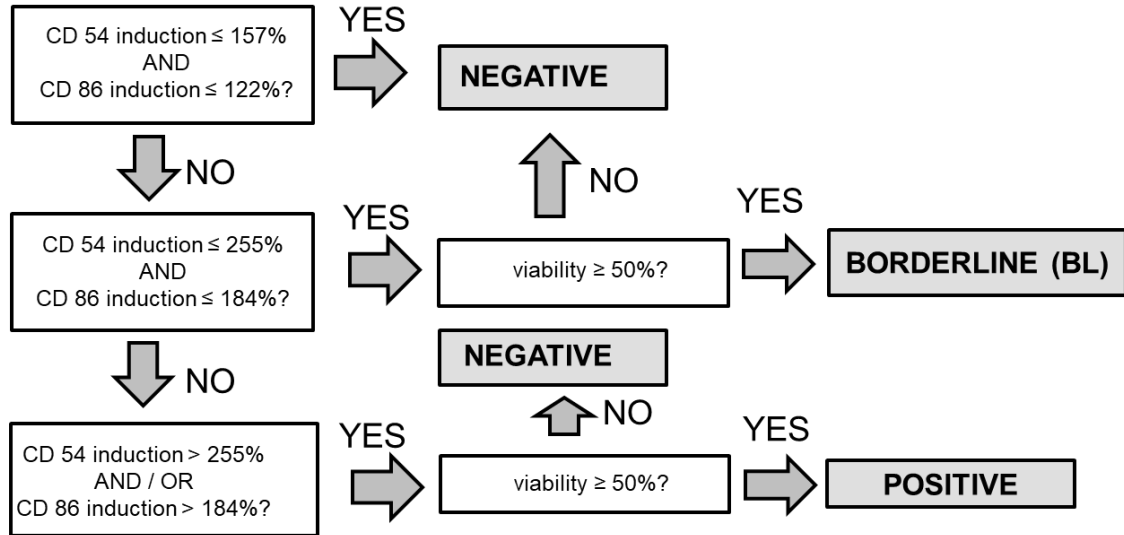 CD 54 induction ≤ 157%
AND
CD 86 induction ≤ 122%?
YES
NEGATIVE
NO
NO
CD 54 induction ≤ 255%
AND
CD 86 induction ≤ 184%?
YES
viability ≥ 50%?
YES
BORDERLINE (BL)
NEGATIVE
NO
NO
CD 54 induction > 255%
AND / OR
CD 86 induction > 184%?
YES
viability ≥ 50%?
YES
POSITIVE